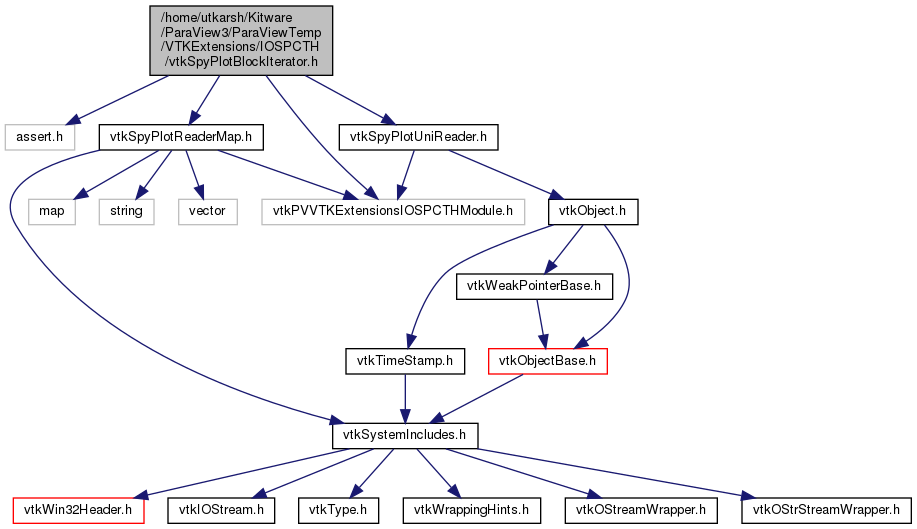 /home/utkarsh/Kitware
/ParaView3/ParaViewTemp
/VTKExtensions/IOSPCTH
/vtkSpyPlotBlockIterator.h
assert.h
vtkSpyPlotReaderMap.h
vtkSpyPlotUniReader.h
map
string
vector
vtkPVVTKExtensionsIOSPCTHModule.h
vtkObject.h
vtkWeakPointerBase.h
vtkTimeStamp.h
vtkObjectBase.h
vtkSystemIncludes.h
vtkWin32Header.h
vtkIOStream.h
vtkType.h
vtkWrappingHints.h
vtkOStreamWrapper.h
vtkOStrStreamWrapper.h